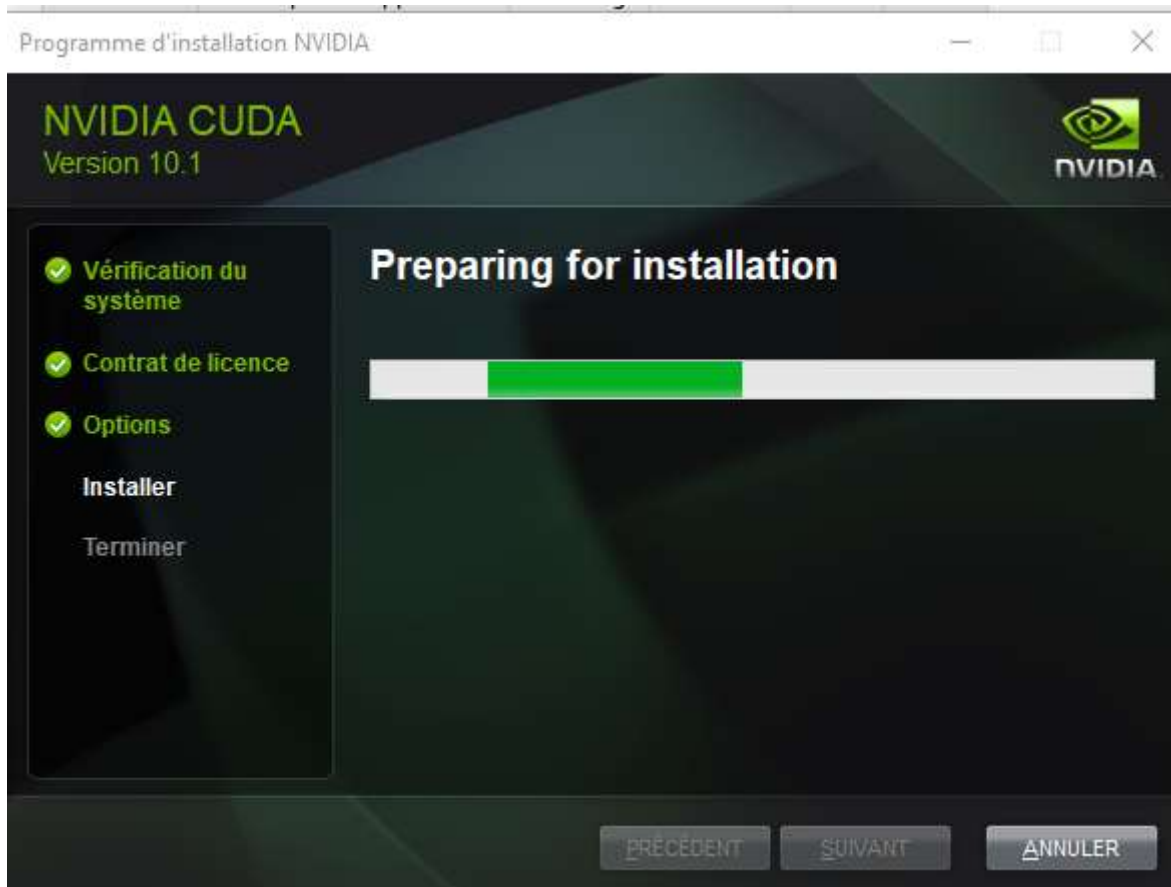 Programme d'installation NVIDIA
NVIDIA CUDA
Version 10.1
NVIDIA
Vérification du
système
Contrat de licence
Options
Installer
Terminer
Preparing for installation
PRÉCÉDENT
SUIVANT
ANNULER